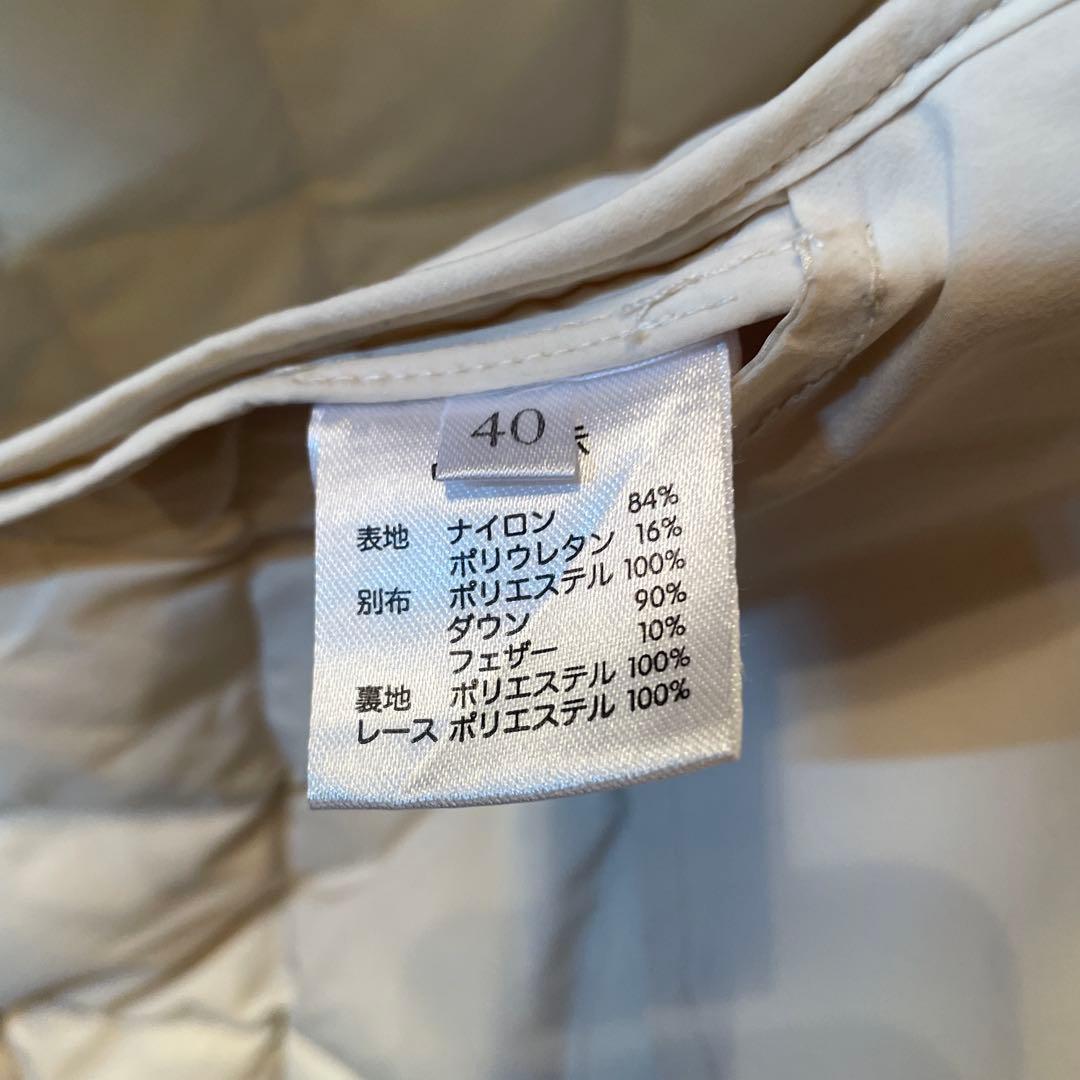 40
表地 ナイロン 84%
ポリウレタン 16%
別布 ポリエステル 100%
ダウン 90%
フェザー 10%
裏地 ポリエステル 100%
レース ポリエステル 100%